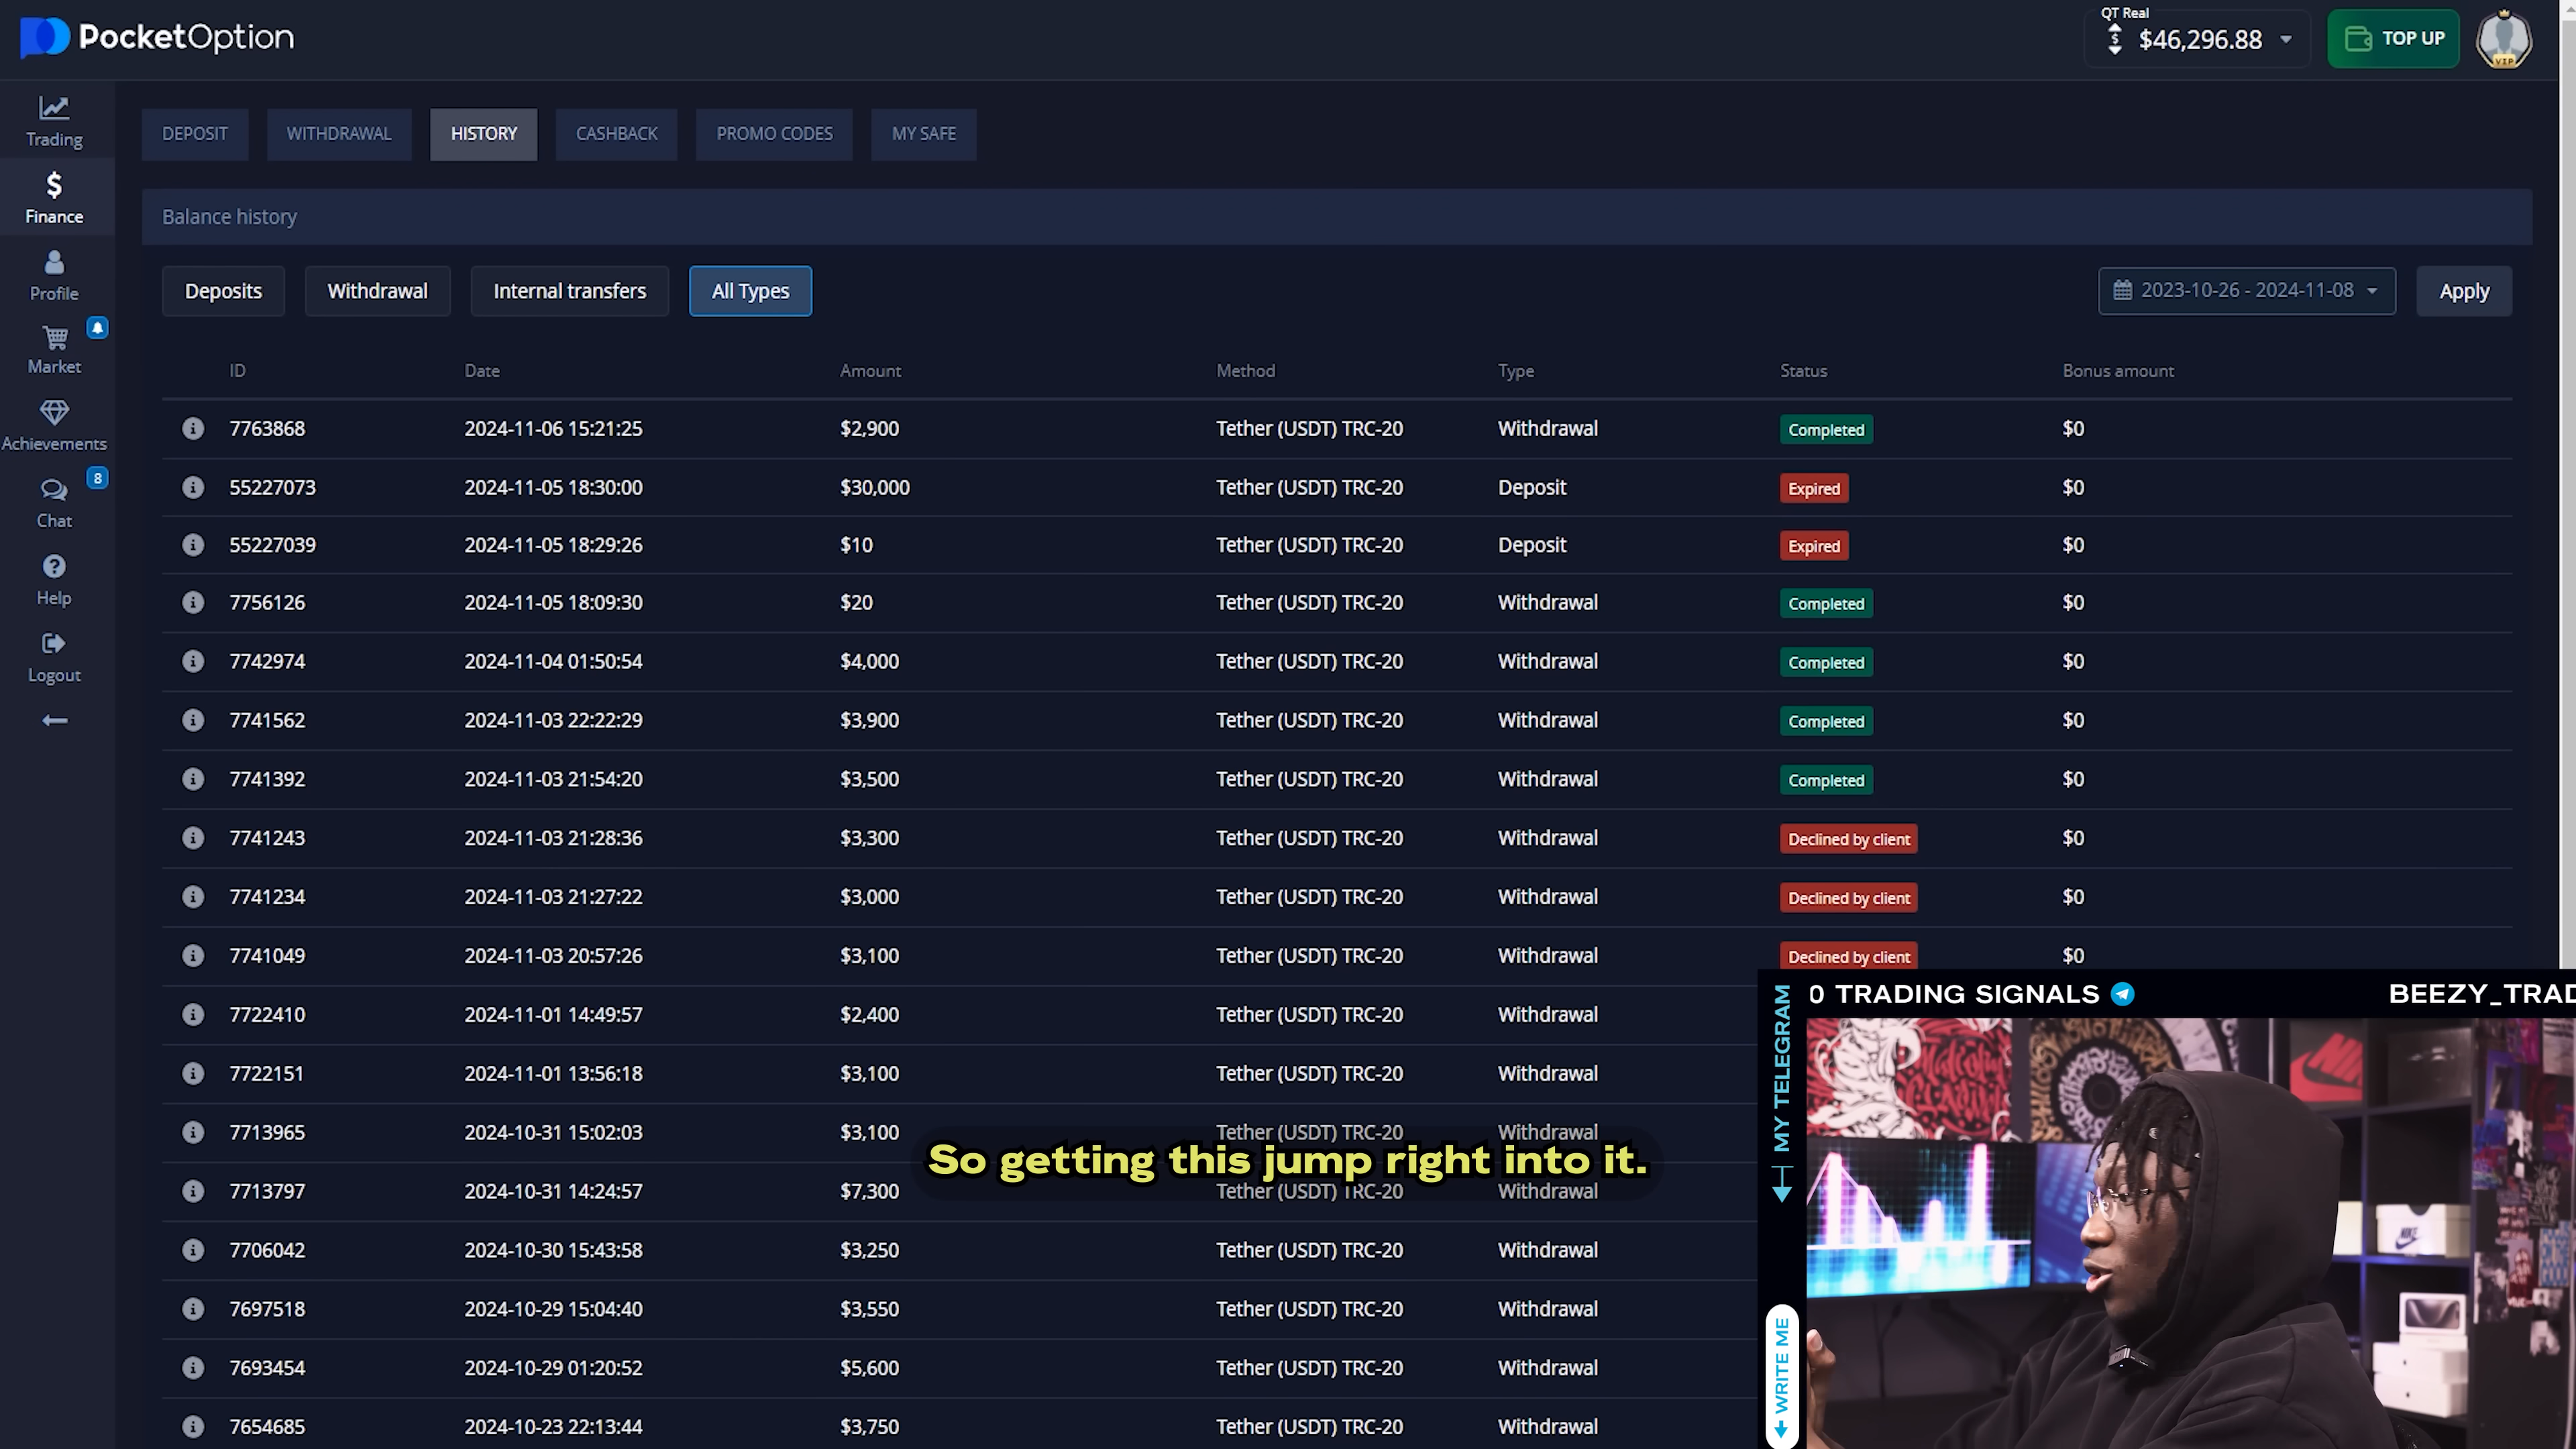 PocketOption
QT Real
$46,296.88
TOP UP
VIP
Trading
Finance
Profile
Market
Achievements
8
Chat
Help
Logout
DEPOSIT WITHDRAWAL HISTORY CASHBACK PROMO CODES MY SAFE
Balance history
Deposits Withdrawal Internal transfers All Types 2023-10-26 - 2024-11-08 Apply
ID Date Amount Method Type Status Bonus amount
7763868 2024-11-06 15:21:25 $2,900 Tether (USDT) TRC-20 Withdrawal Completed $0
55227073 2024-11-05 18:30:00 $30,000 Tether (USDT) TRC-20 Deposit Expired $0
55227039 2024-11-05 18:29:26 $10 Tether (USDT) TRC-20 Deposit Expired $0
7756126 2024-11-05 18:09:30 $20 Tether (USDT) TRC-20 Withdrawal Completed $0
7742974 2024-11-04 01:50:54 $4,000 Tether (USDT) TRC-20 Withdrawal Completed $0
7741562 2024-11-03 22:22:29 $3,900 Tether (USDT) TRC-20 Withdrawal Completed $0
7741392 2024-11-03 21:54:20 $3,500 Tether (USDT) TRC-20 Withdrawal Completed $0
7741243 2024-11-03 21:28:36 $3,300 Tether (USDT) TRC-20 Withdrawal Declined by client $0
7741234 2024-11-03 21:27:22 $3,000 Tether (USDT) TRC-20 Withdrawal Declined by client $0
7741049 2024-11-03 20:57:26 $3,100 Tether (USDT) TRC-20 Withdrawal Declined by client $0
7722410 2024-11-01 14:49:57 $2,400 Tether (USDT) TRC-20 Withdrawal
7722151 2024-11-01 13:56:18 $3,100 Tether (USDT) TRC-20 Withdrawal
7713965 2024-10-31 15:02:03 $3,100 Tether (USDT) TRC-20 Withdrawal
7713797 2024-10-31 14:24:57 $7,300 Tether (USDT) TRC-20 Withdrawal
7706042 2024-10-30 15:43:58 $3,250 Tether (USDT) TRC-20 Withdrawal
7697518 2024-10-29 15:04:40 $3,550 Tether (USDT) TRC-20 Withdrawal
7693454 2024-10-29 01:20:52 $5,600 Tether (USDT) TRC-20 Withdrawal
7654685 2024-10-23 22:13:44 $3,750 Tether (USDT) TRC-20 Withdrawal
So getting this jump right into it.
O TRADING SIGNALS BEEZY_TRAD
MY TELEGRAM
WRITE ME
NIKE